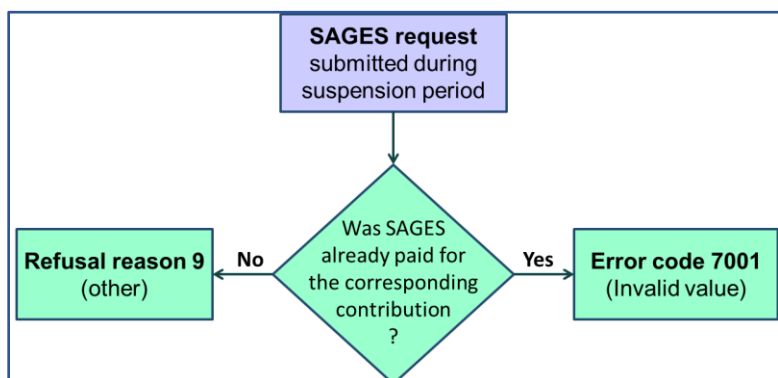 SAGES request
submitted during
suspension period
Was SAGES
already paid for
the corresponding
contribution
?
No
Refusal reason 9
(other)
Yes
Error code 7001
(Invalid value)